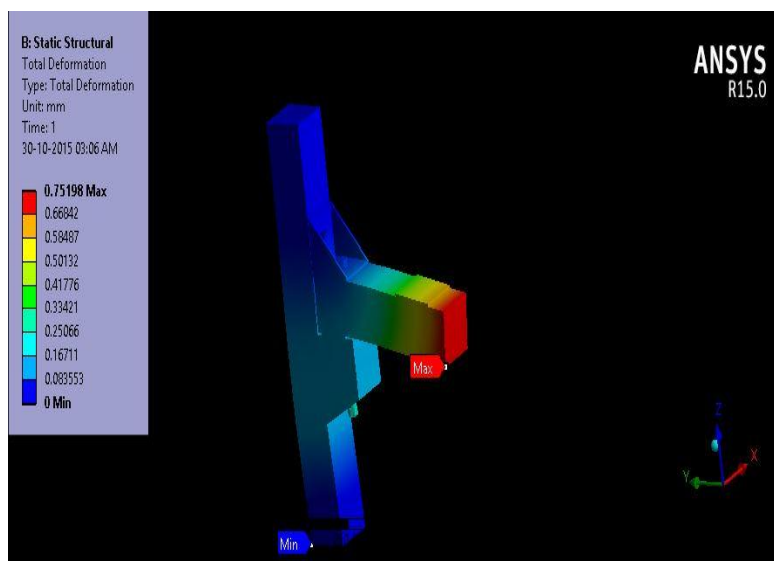 B: Static Structural
Total Deformation
Type: Total Deformation
Unit: mm
Time: 1
30-10-2015 03:06 AM
0.75198 Max
0.66842
0.58487
0.50132
0.41776
0.33421
0.25066
0.16711
0.083553
0 Min
ANSYS
R15.0
Max
Min
Z
X
Y